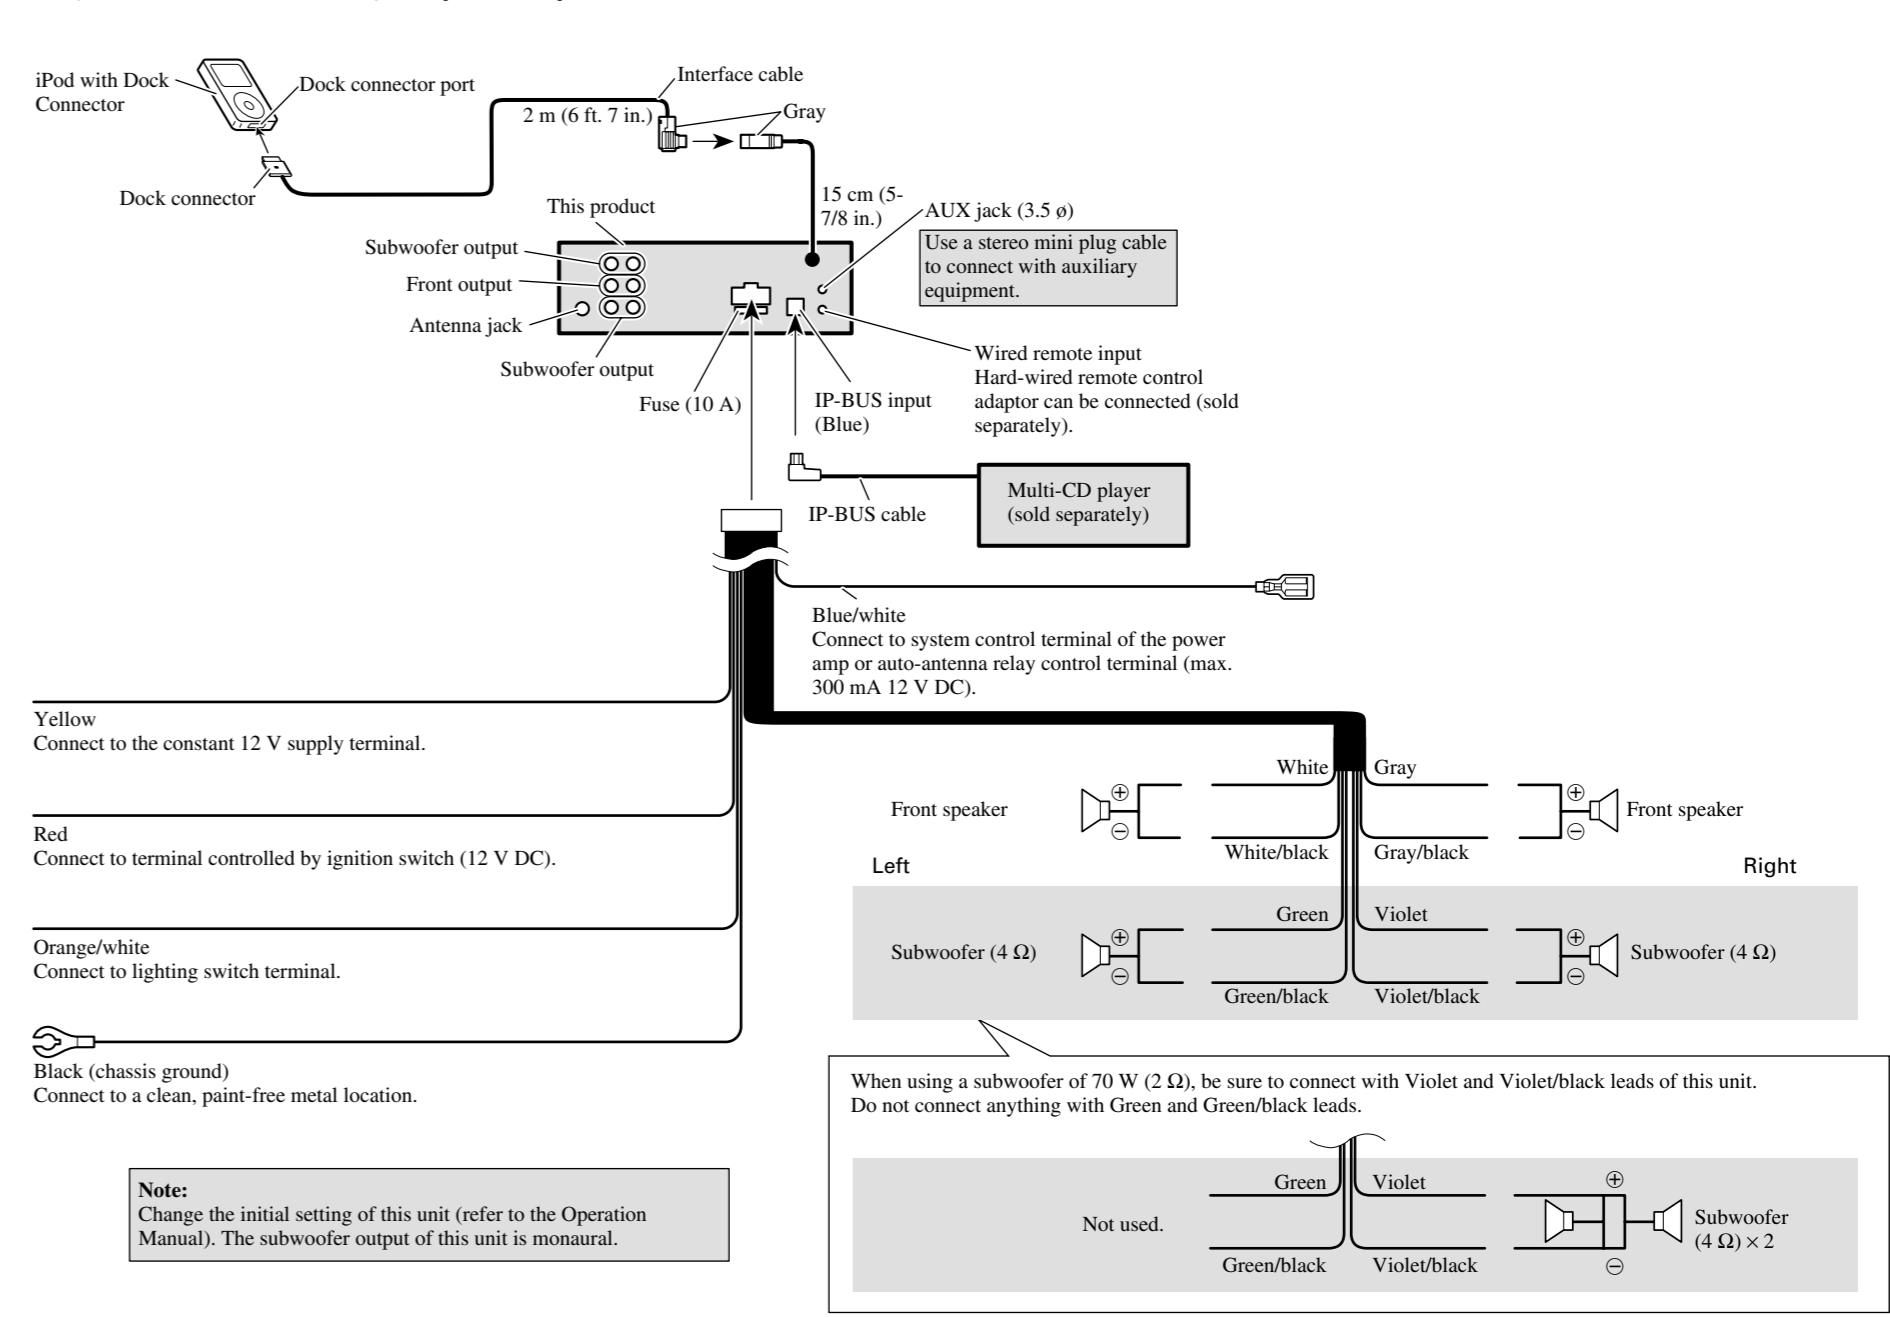 iPod with Dock
Connector
Dock connector port
Interface cable
2 m (6 ft. 7 in.)
Gray
Dock connector
15 cm (5-
7/8 in.)
This product
AUX jack (3.5 ø)
Use a stereo mini plug cable
to connect with auxiliary
equipment.
Subwoofer output
Front output
Antenna jack
Subwoofer output
Fuse (10 A)
IP-BUS input
(Blue)
Wired remote input
Hard-wired remote control
adaptor can be connected (sold
separately).
IP-BUS cable
Multi-CD player
(sold separately)
Blue/white
Connect to system control terminal of the power
amp or auto-antenna relay control terminal (max.
300 mA 12 V DC).
Yellow
Connect to the constant 12 V supply terminal.
Red
Connect to terminal controlled by ignition switch (12 V DC).
Orange/white
Connect to lighting switch terminal.
Black (chassis ground)
Connect to a clean, paint-free metal location.
White
Gray
Front speaker
⊕
⊖
⊕
⊖
Front speaker
White/black
Gray/black
Left
Right
Green
Violet
Subwoofer (4 Ω)
⊕
⊖
⊕
⊖
Subwoofer (4 Ω)
Green/black
Violet/black
When using a subwoofer of 70 W (2 Ω), be sure to connect with Violet and Violet/black leads of this unit.
Do not connect anything with Green and Green/black leads.
Green
Violet
Not used.
⊕
⊖
Subwoofer
(4 Ω) × 2
Green/black
Violet/black
Note:
Change the initial setting of this unit (refer to the Operation
Manual). The subwoofer output of this unit is monaural.